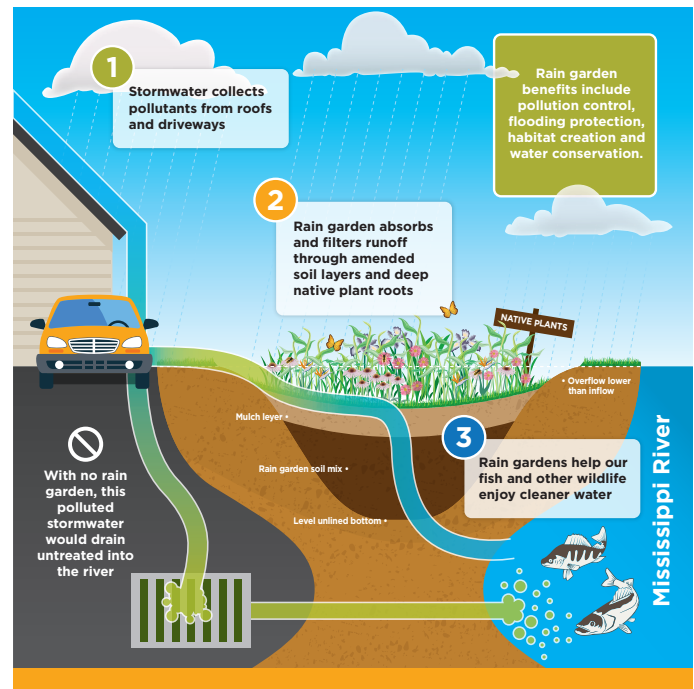 1
Stormwater collects
pollutants from roofs
and driveways
Rain garden
benefits include
pollution control,
flooding protection,
habitat creation and
water conservation.
2
Rain garden absorbs
and filters runoff
through amended
soil layers and deep
native plant roots
NATIVE PLANTS
• Overflow lower
than inflow
Mulch leyer •
Rain garden soil mix •
Level unlined bottom •
3
Rain gardens help our
fish and other wildlife
enjoy cleaner water
With no rain
garden, this
polluted
stormwater
would drain
untreated into
the river
Mississippi River